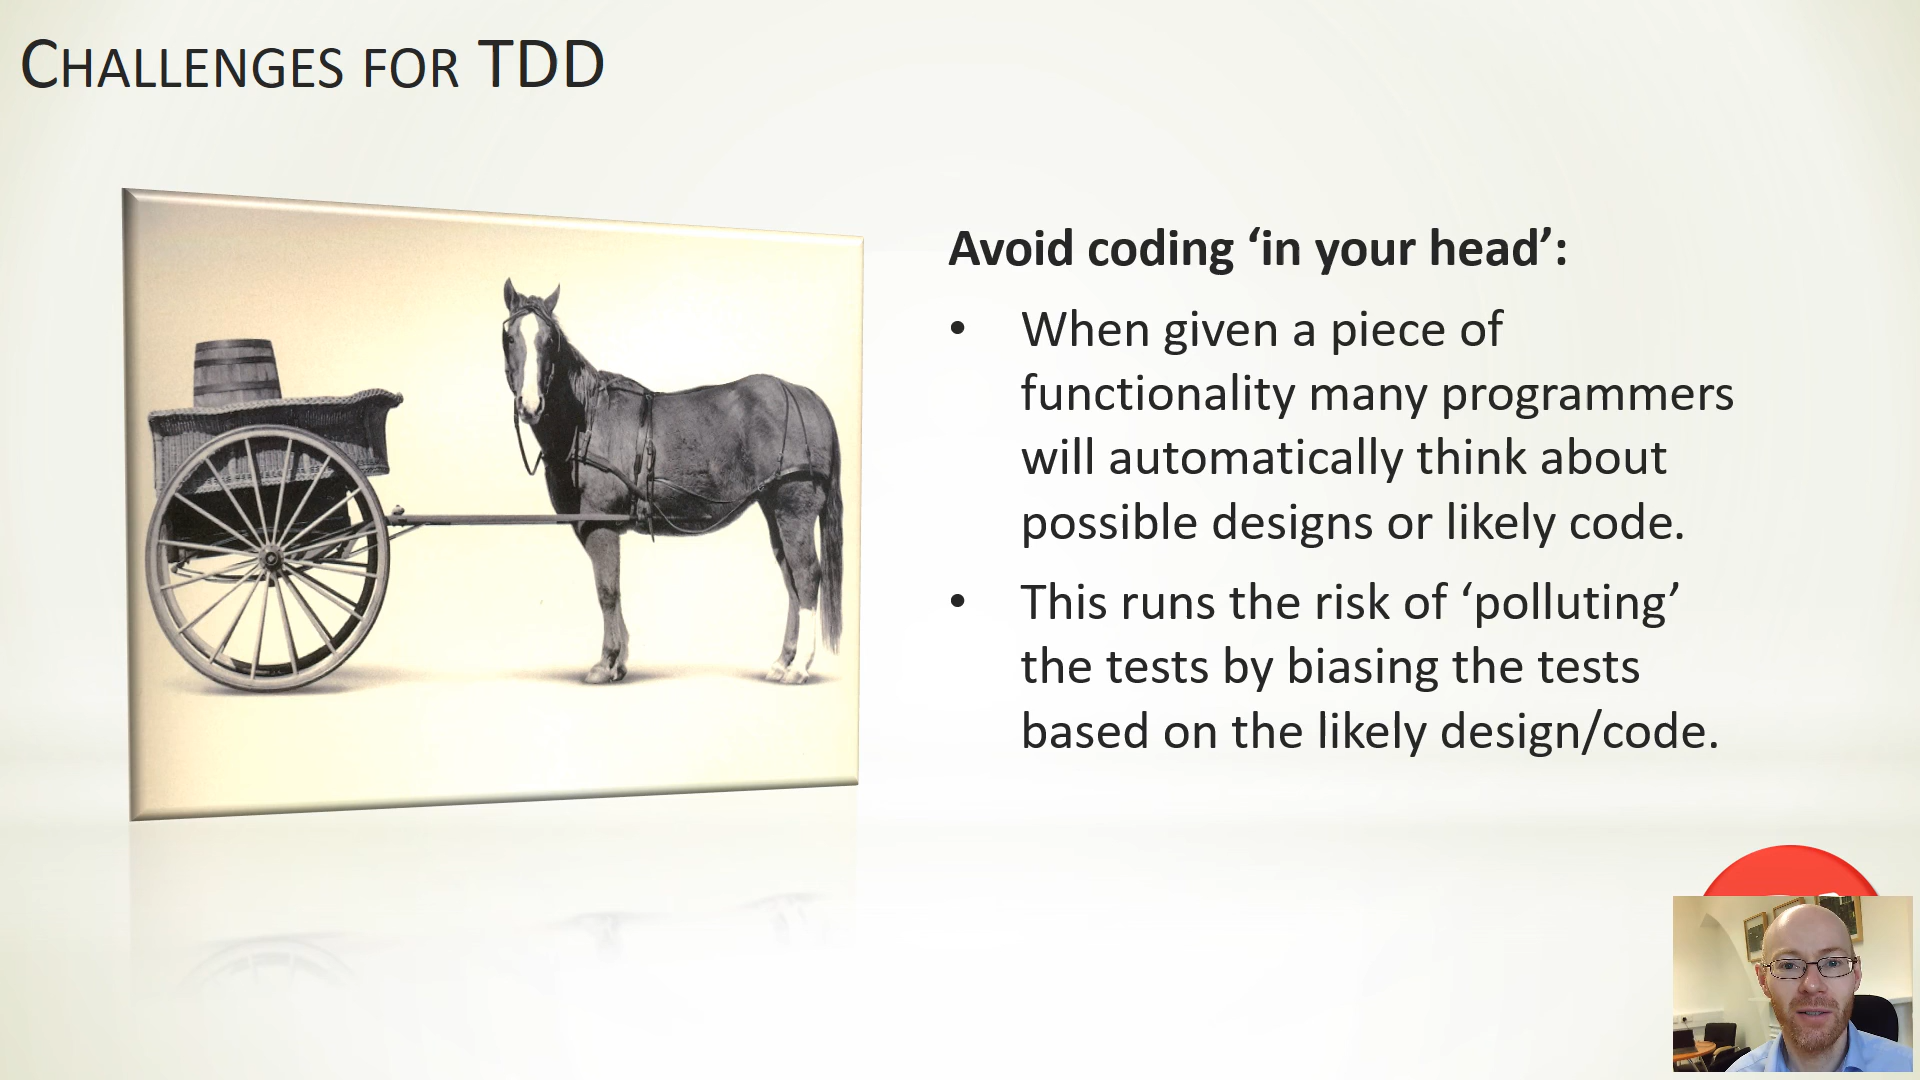 CHALLENGES FOR TDD
Avoid coding ‘in your head’:
• When given a piece of
functionality many programmers
will automatically think about
possible designs or likely code.
• This runs the risk of ‘polluting’
the tests by biasing the tests
based on the likely design/code.